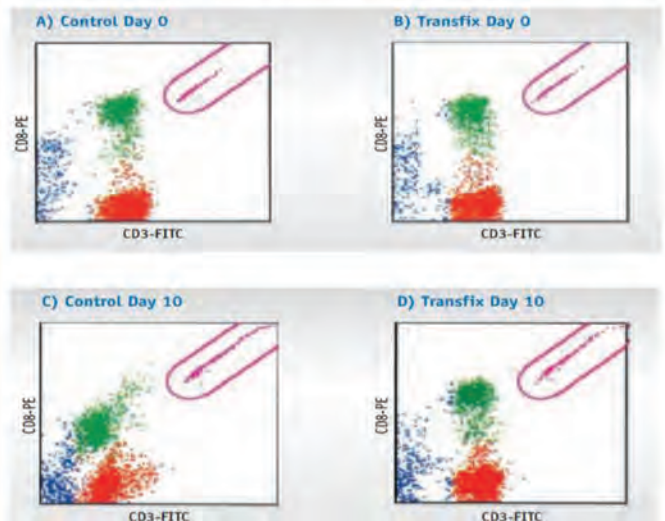 A) Control Day 0
B) Transfix Day 0
CD8-PE
CD8-PE
CD3-FITC
CD3-FITC
C) Control Day 10
D) Transfix Day 10
CD8-PE
CD8-PE
CD3-FITC
CD3-FITC